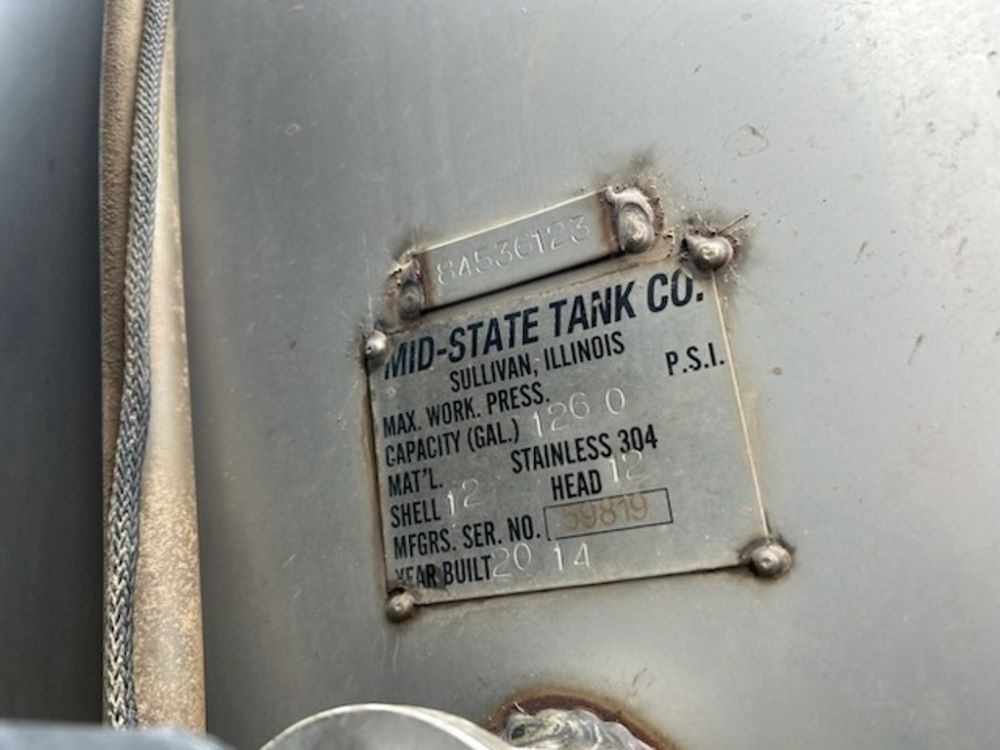 84536123
MID-STATE TANK CO.
SULLIVAN, ILLINOIS
MAX. WORK. PRESS. P.S.I.
CAPACITY (GAL.) 1260
MAT'L. STAINLESS 304
SHELL 12 HEAD 12
MFGRS. SER. NO. 59819
YEAR BUILT 2014